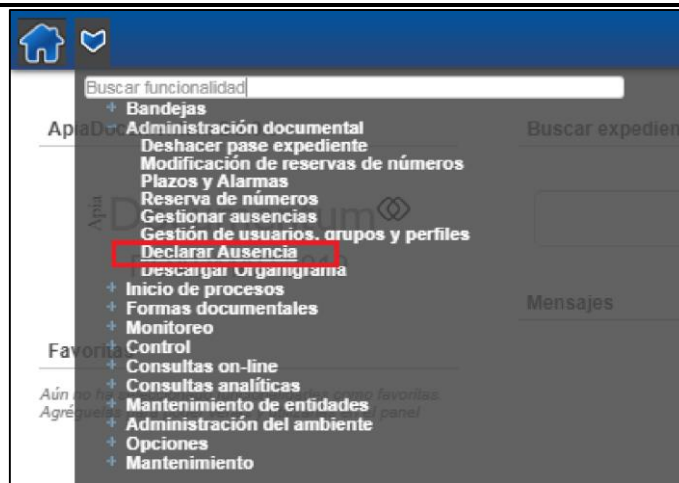 Buscar funcionalidad
Bandejas
Administración documental
Deshacer pase expediente
Modificación de reservas de números
Plazos y Alarmas
Reserva de números
Gestionar ausencias
Gestión de usuarios, grupos y perfiles
Declarar Ausencia
Descargar Organigrama
Inicio de procesos
Formas documentales
Monitoreo
Control
Consultas on-line
Consultas analíticas
Mantenimiento de entidades
Administración del ambiente
Opciones
Mantenimiento
Buscar expedien
Mensajes
Apia